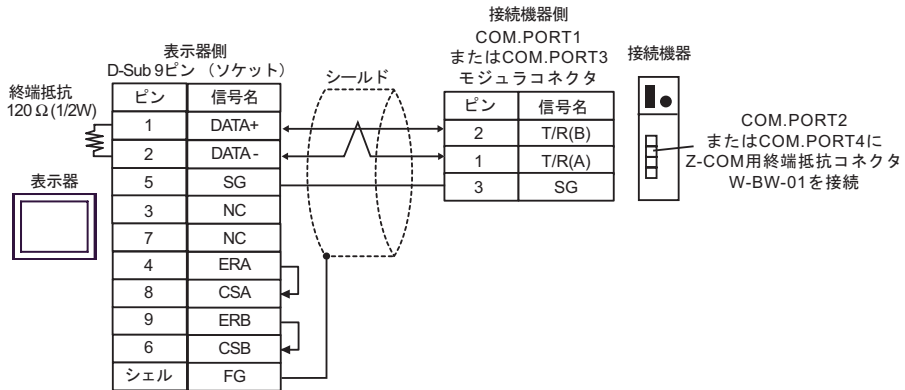 接続機器側
COM.PORT1
またはCOM.PORT3
モジュラコネクタ
接続機器
表示器側
D-Sub 9ピン （ソケット）
シールド
終端抵抗
120 Ω(1/2W)
ピン 信号名
1 DATA+
2 DATA-
5 SG
3 NC
7 NC
4 ERA
8 CSA
9 ERB
6 CSB
シェル FG
表示器
ピン 信号名
2 T/R(B)
1 T/R(A)
3 SG
COM.PORT2
またはCOM.PORT4に
Z-COM用終端抵抗コネクタ
W-BW-01を接続